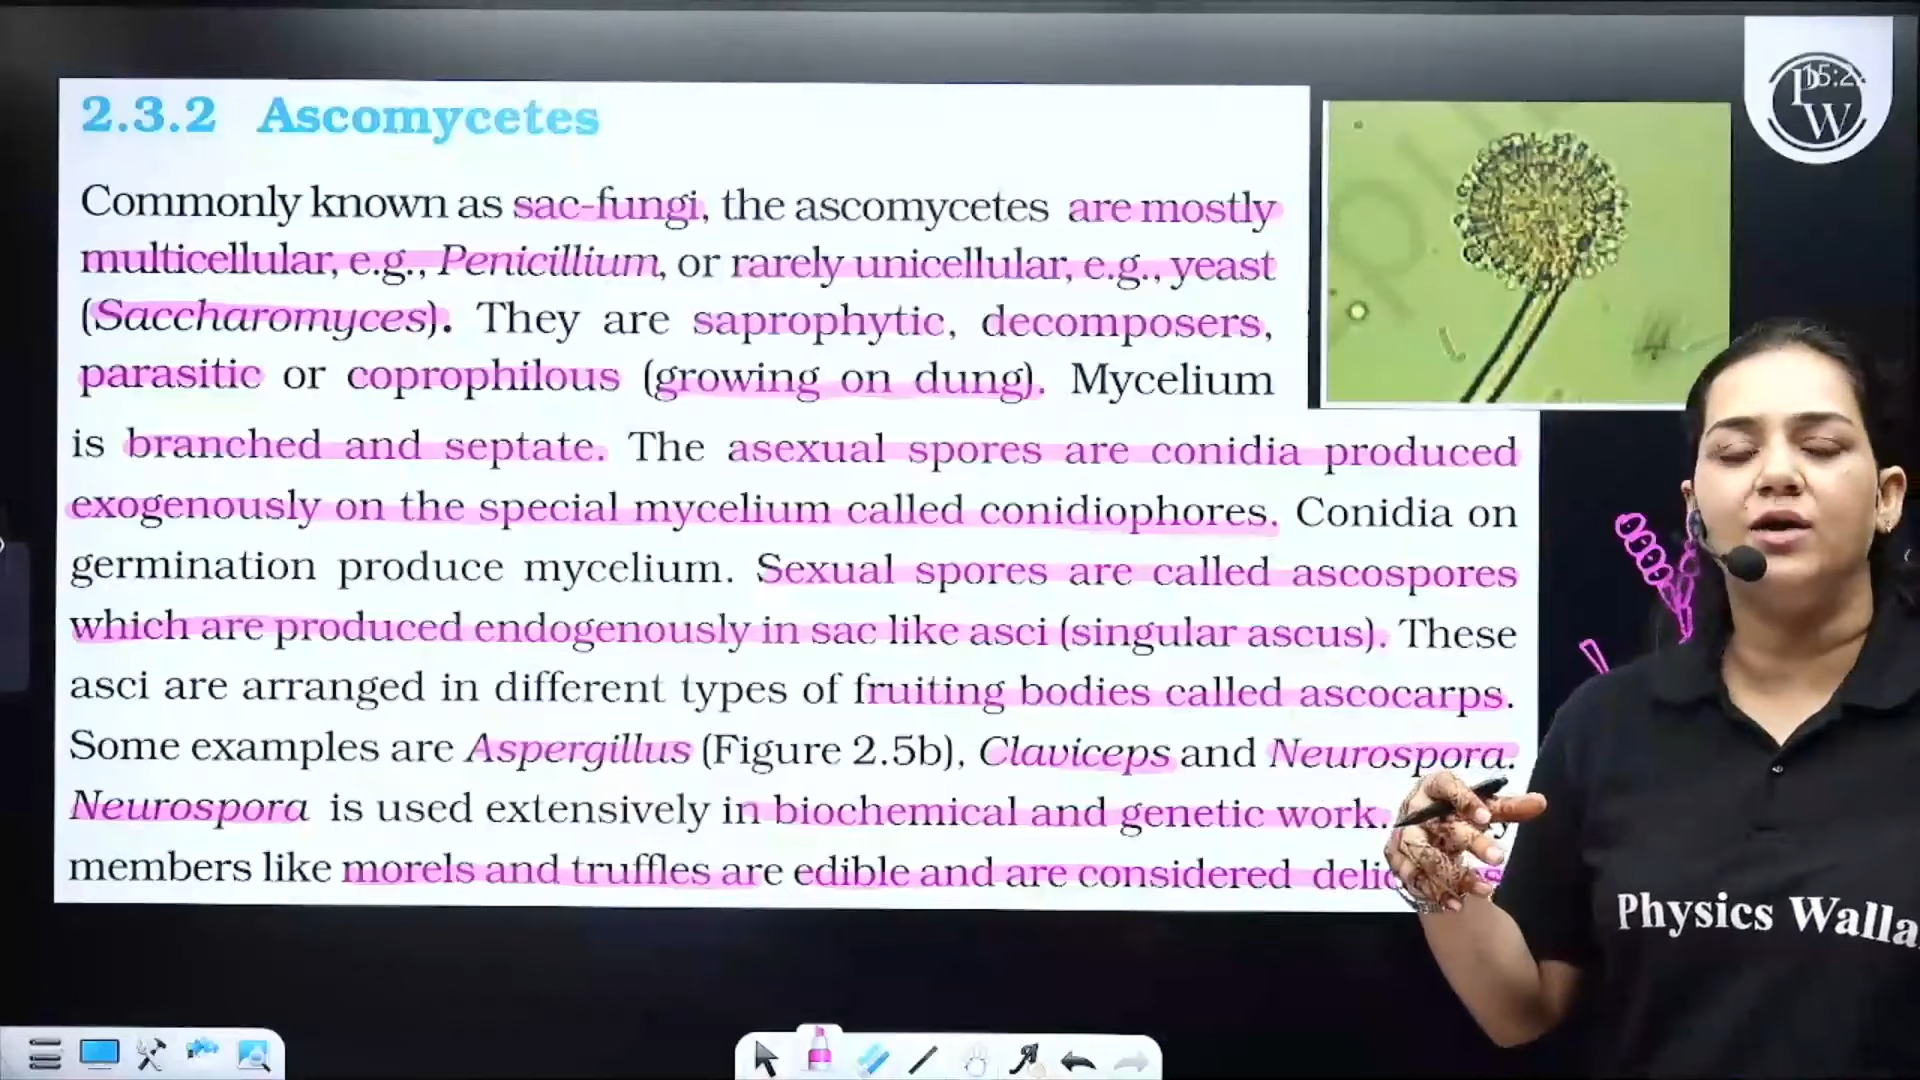 2.3.2 Ascomycetes
Commonly known as sac-fungi, the ascomycetes are mostly
multicellular, e.g., Penicillium, or rarely unicellular, e.g., yeast
(Saccharomyces). They are saprophytic, decomposers,
parasitic or coprophilous (growing on dung). Mycelium
is branched and septate. The asexual spores are conidia produced
exogenously on the special mycelium called conidiophores. Conidia on
germination produce mycelium. Sexual spores are called ascospores
which are produced endogenously in sac like asci (singular ascus). These
asci are arranged in different types of fruiting bodies called ascocarps.
Some examples are Aspergillus (Figure 2.5b), Claviceps and Neurospora.
Neurospora is used extensively in biochemical and genetic work.
members like morels and truffles are edible and are considered
PW
15:2
Physics Walla